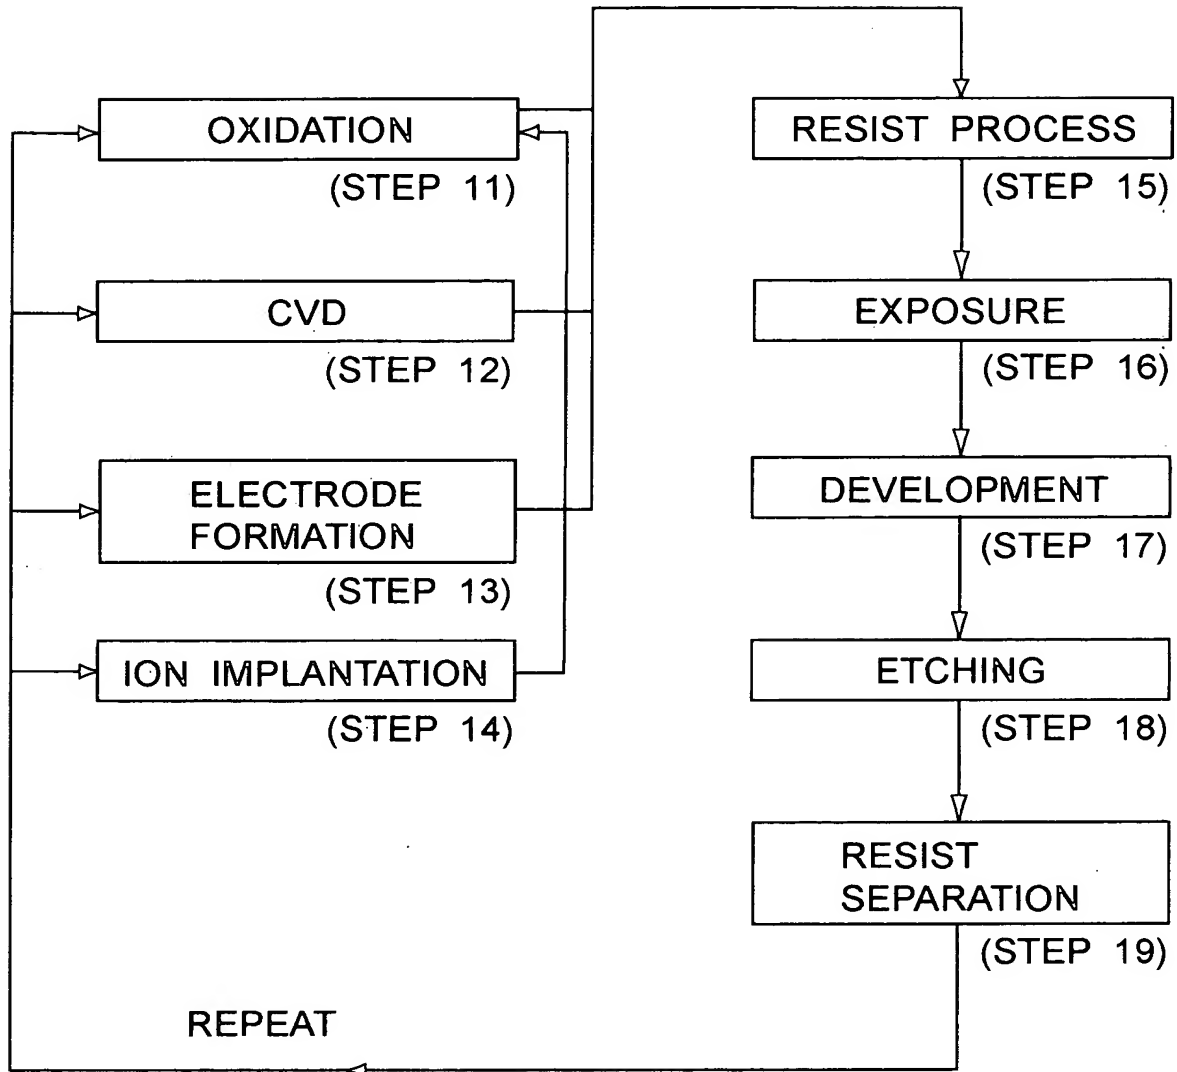 OXIDATION
(STEP 11)
CVD
(STEP 12)
ELECTRODE
FORMATION
(STEP 13)
ION IMPLANTATION
(STEP 14)
RESIST PROCESS
(STEP 15)
EXPOSURE
(STEP 16)
DEVELOPMENT
(STEP 17)
ETCHING
(STEP 18)
RESIST
SEPARATION
(STEP 19)
REPEAT